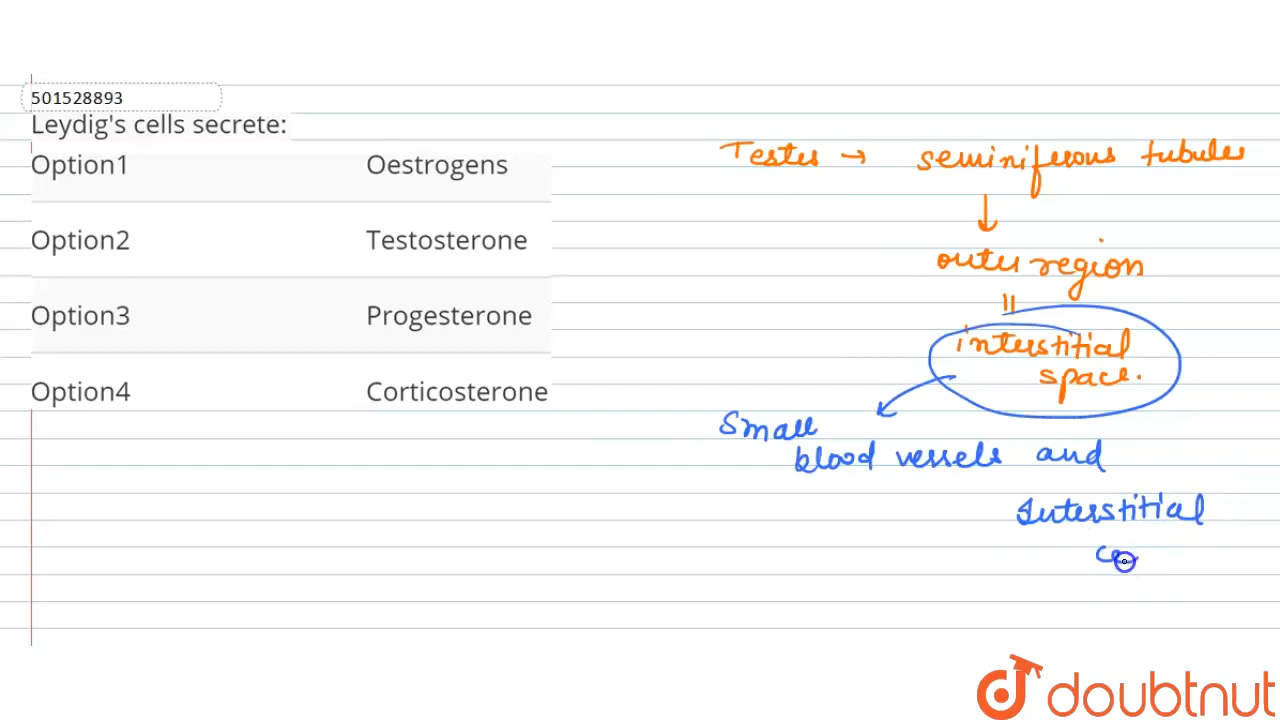 501528893
Leydig's cells secrete:
Option1 Oestrogens
Option2 Testosterone
Option3 Progesterone
Option4 Corticosterone
Testes → seminiferous tubules
↓
outer region
=
interstitial
space.
Small
blood vessels and
Interstitial
ce
doubtnut